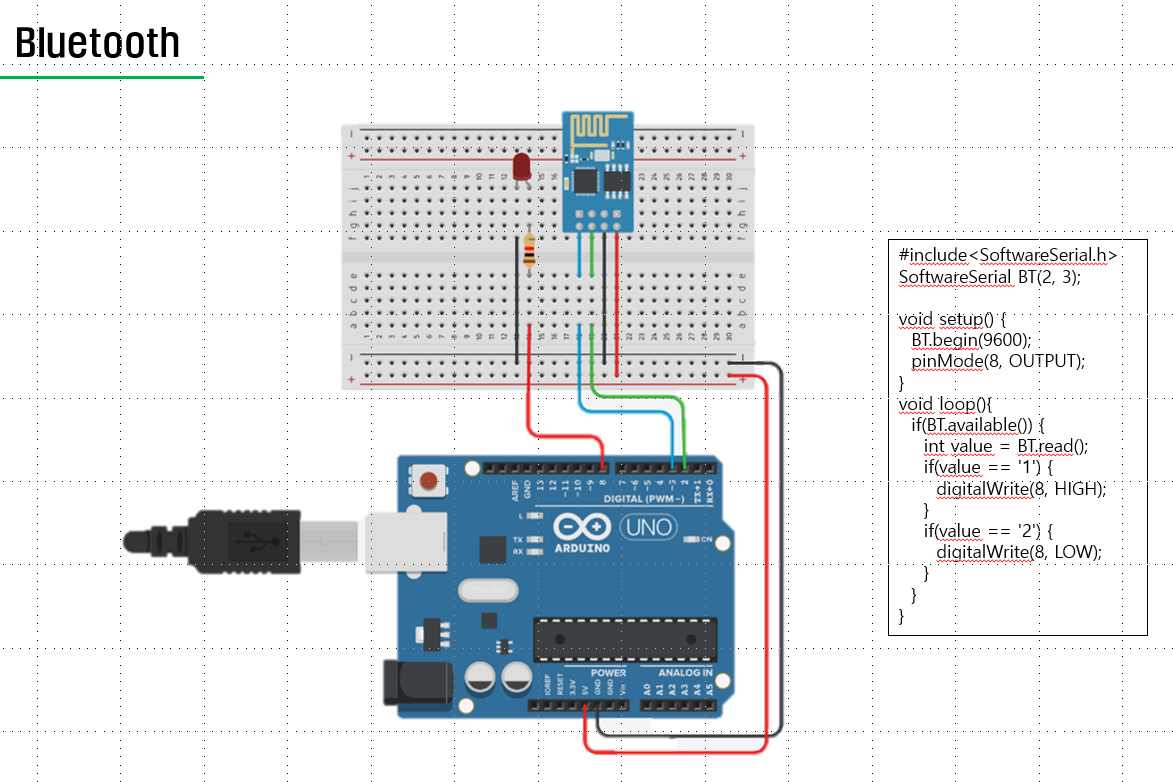 Bluetooth
#include<SoftwareSerial.h>
SoftwareSerial BT(2, 3);
void setup() {
BT.begin(9600);
pinMode(8, OUTPUT);
}
void loop(){
if(BT.available()) {
int value = BT.read();
if(value == '1') {
digitalWrite(8, HIGH);
}
if(value == '2') {
digitalWrite(8, LOW);
}
}
}
AREF
GND
13
12
~11
~10
~9
8
7
~6
~5
4
~3
2
TX→1
RX←0
DIGITAL (PWM~)
L
TX
RX
ARDUINO
UNO
ON
POWER
ANALOG IN
IOREF
RESET
3.3V
5V
GND
GND
Vin
A0
A1
A2
A3
A4
A5